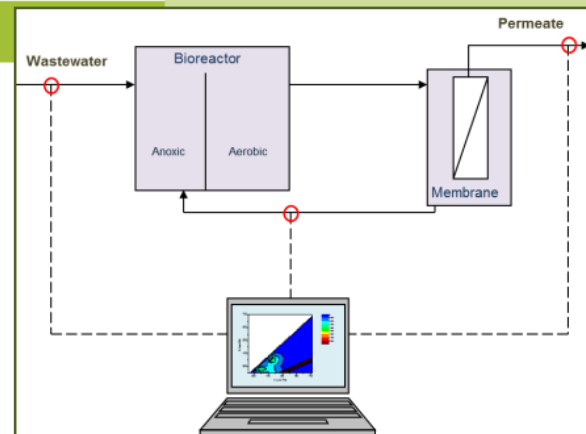 Permeate
Wastewater
Bioreactor
Anoxic
Aerobic
Membrane